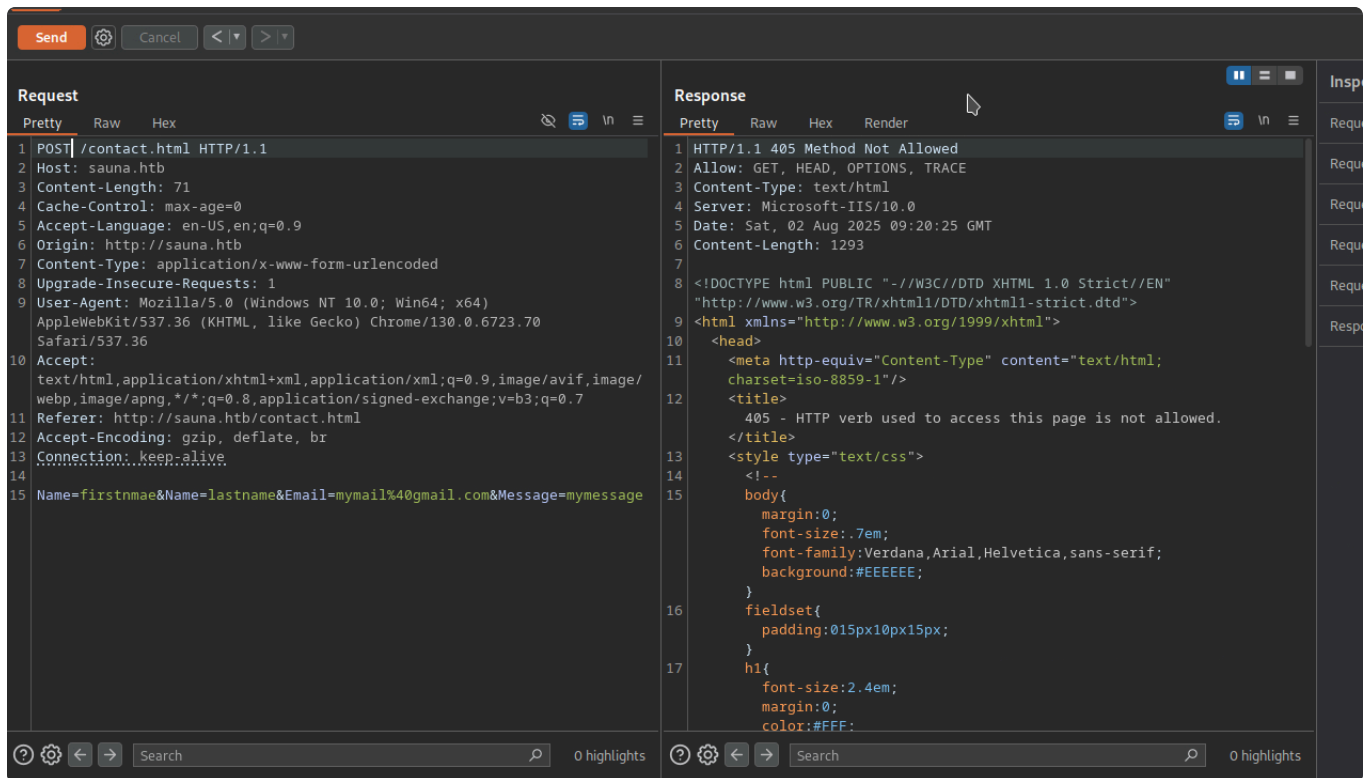 Send
Cancel
< | ▾
> | ▾
Request
Pretty Raw Hex
\n
1 POST /contact.html HTTP/1.1
2 Host: sauna.htb
3 Content-Length: 71
4 Cache-Control: max-age=0
5 Accept-Language: en-US,en;q=0.9
6 Origin: http://sauna.htb
7 Content-Type: application/x-www-form-urlencoded
8 Upgrade-Insecure-Requests: 1
9 User-Agent: Mozilla/5.0 (Windows NT 10.0; Win64; x64)
AppleWebKit/537.36 (KHTML, like Gecko) Chrome/130.0.6723.70
Safari/537.36
10 Accept:
text/html,application/xhtml+xml,application/xml;q=0.9,image/avif,image/
webp,image/apng,*/*;q=0.8,application/signed-exchange;v=b3;q=0.7
11 Referer: http://sauna.htb/contact.html
12 Accept-Encoding: gzip, deflate, br
13 Connection: keep-alive
14
15 Name=firstnmae&Name=lastname&Email=mymail%40gmail.com&Message=mymessage
Search
0 highlights
Response
Pretty Raw Hex Render
\n
1 HTTP/1.1 405 Method Not Allowed
2 Allow: GET, HEAD, OPTIONS, TRACE
3 Content-Type: text/html
4 Server: Microsoft-IIS/10.0
5 Date: Sat, 02 Aug 2025 09:20:25 GMT
6 Content-Length: 1293
7
8 <!DOCTYPE html PUBLIC "-//W3C//DTD XHTML 1.0 Strict//EN"
"http://www.w3.org/TR/xhtml1/DTD/xhtml1-strict.dtd">
9 <html xmlns="http://www.w3.org/1999/xhtml">
10 <head>
11 <meta http-equiv="Content-Type" content="text/html;
charset=iso-8859-1"/>
12 <title>
405 - HTTP verb used to access this page is not allowed.
</title>
13 <style type="text/css">
14 <!--
15 body{
margin:0;
font-size:.7em;
font-family:Verdana,Arial,Helvetica,sans-serif;
background:#EEEEEE;
}
16 fieldset{
padding:015px10px15px;
}
17 h1{
font-size:2.4em;
margin:0;
color:#FFF;
Search
0 highlights
Inspe
Reque
Reque
Reque
Reque
Reque
Respo